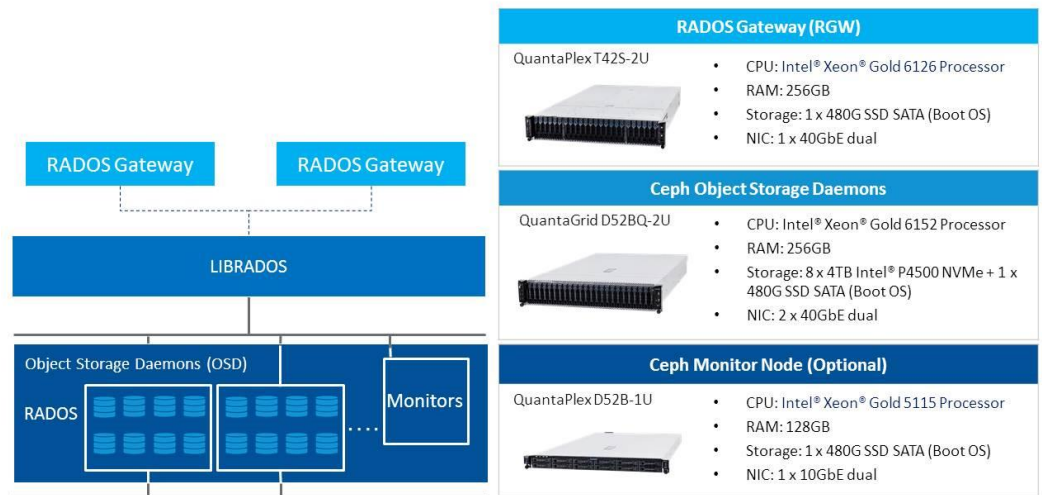 RADOS Gateway
RADOS Gateway
LIBRADOS
Object Storage Daemons (OSD)
RADOS
....
Monitors
RADOS Gateway (RGW)
QuantaPlex T42S-2U
• CPU: Intel® Xeon® Gold 6126 Processor
• RAM: 256GB
• Storage: 1 x 480G SSD SATA (Boot OS)
• NIC: 1 x 40GbE dual
Ceph Object Storage Daemons
QuantaGrid D52BQ-2U
• CPU: Intel® Xeon® Gold 6152 Processor
• RAM: 256GB
• Storage: 8 x 4TB Intel® P4500 NVMe + 1 x
480G SSD SATA (Boot OS)
• NIC: 2 x 40GbE dual
Ceph Monitor Node (Optional)
QuantaPlex D52B-1U
• CPU: Intel® Xeon® Gold 5115 Processor
• RAM: 128GB
• Storage: 1 x 480G SSD SATA (Boot OS)
• NIC: 1 x 10GbE dual